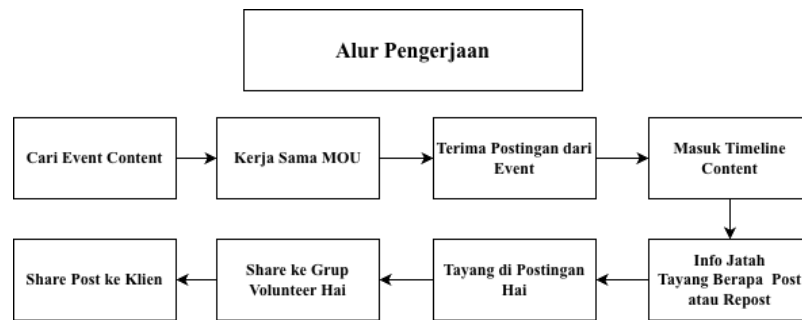 Alur Pengerjaan
Cari Event Content
Kerja Sama MOU
Terima Postingan dari
Event
Masuk Timeline
Content
Info Jatah
Tayang Berapa Post
atau Repost
Tayang di Postingan
Hai
Share ke Grup
Volunteer Hai
Share Post ke Klien